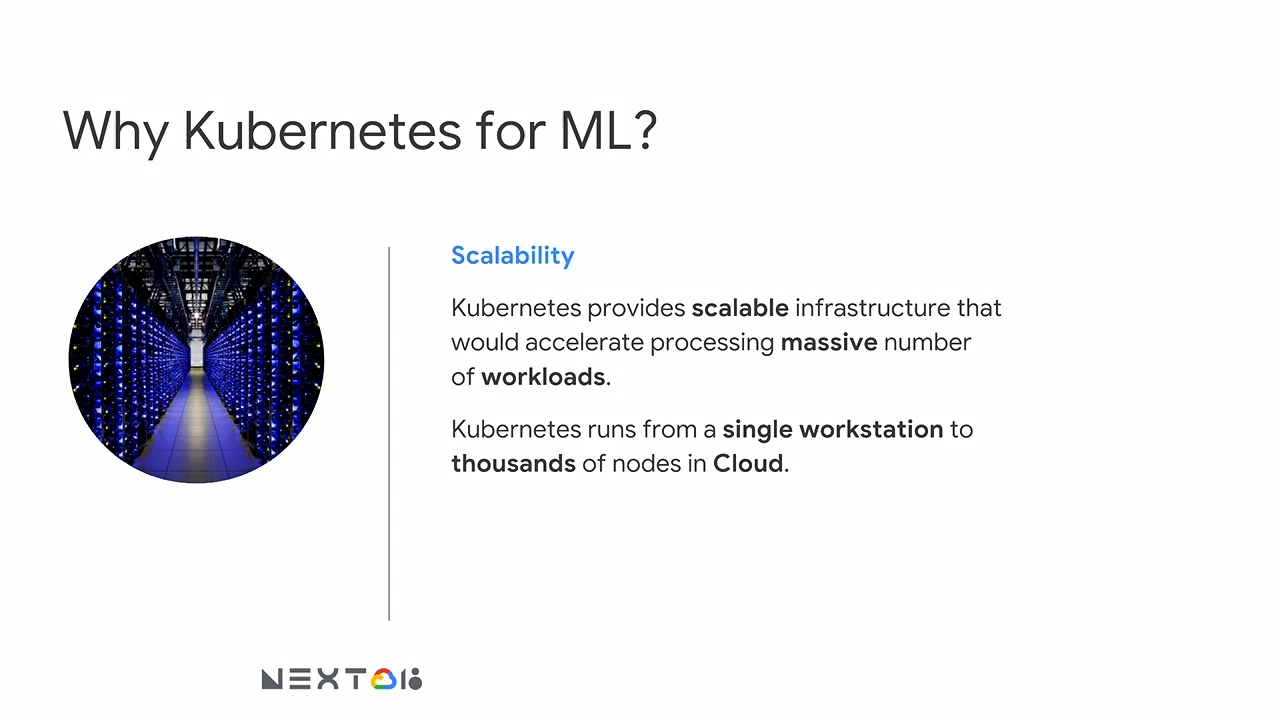 Why Kubernetes for ML?
Scalability
Kubernetes provides scalable infrastructure that
would accelerate processing massive number
of workloads.
Kubernetes runs from a single workstation to
thousands of nodes in Cloud.
NEXT 18